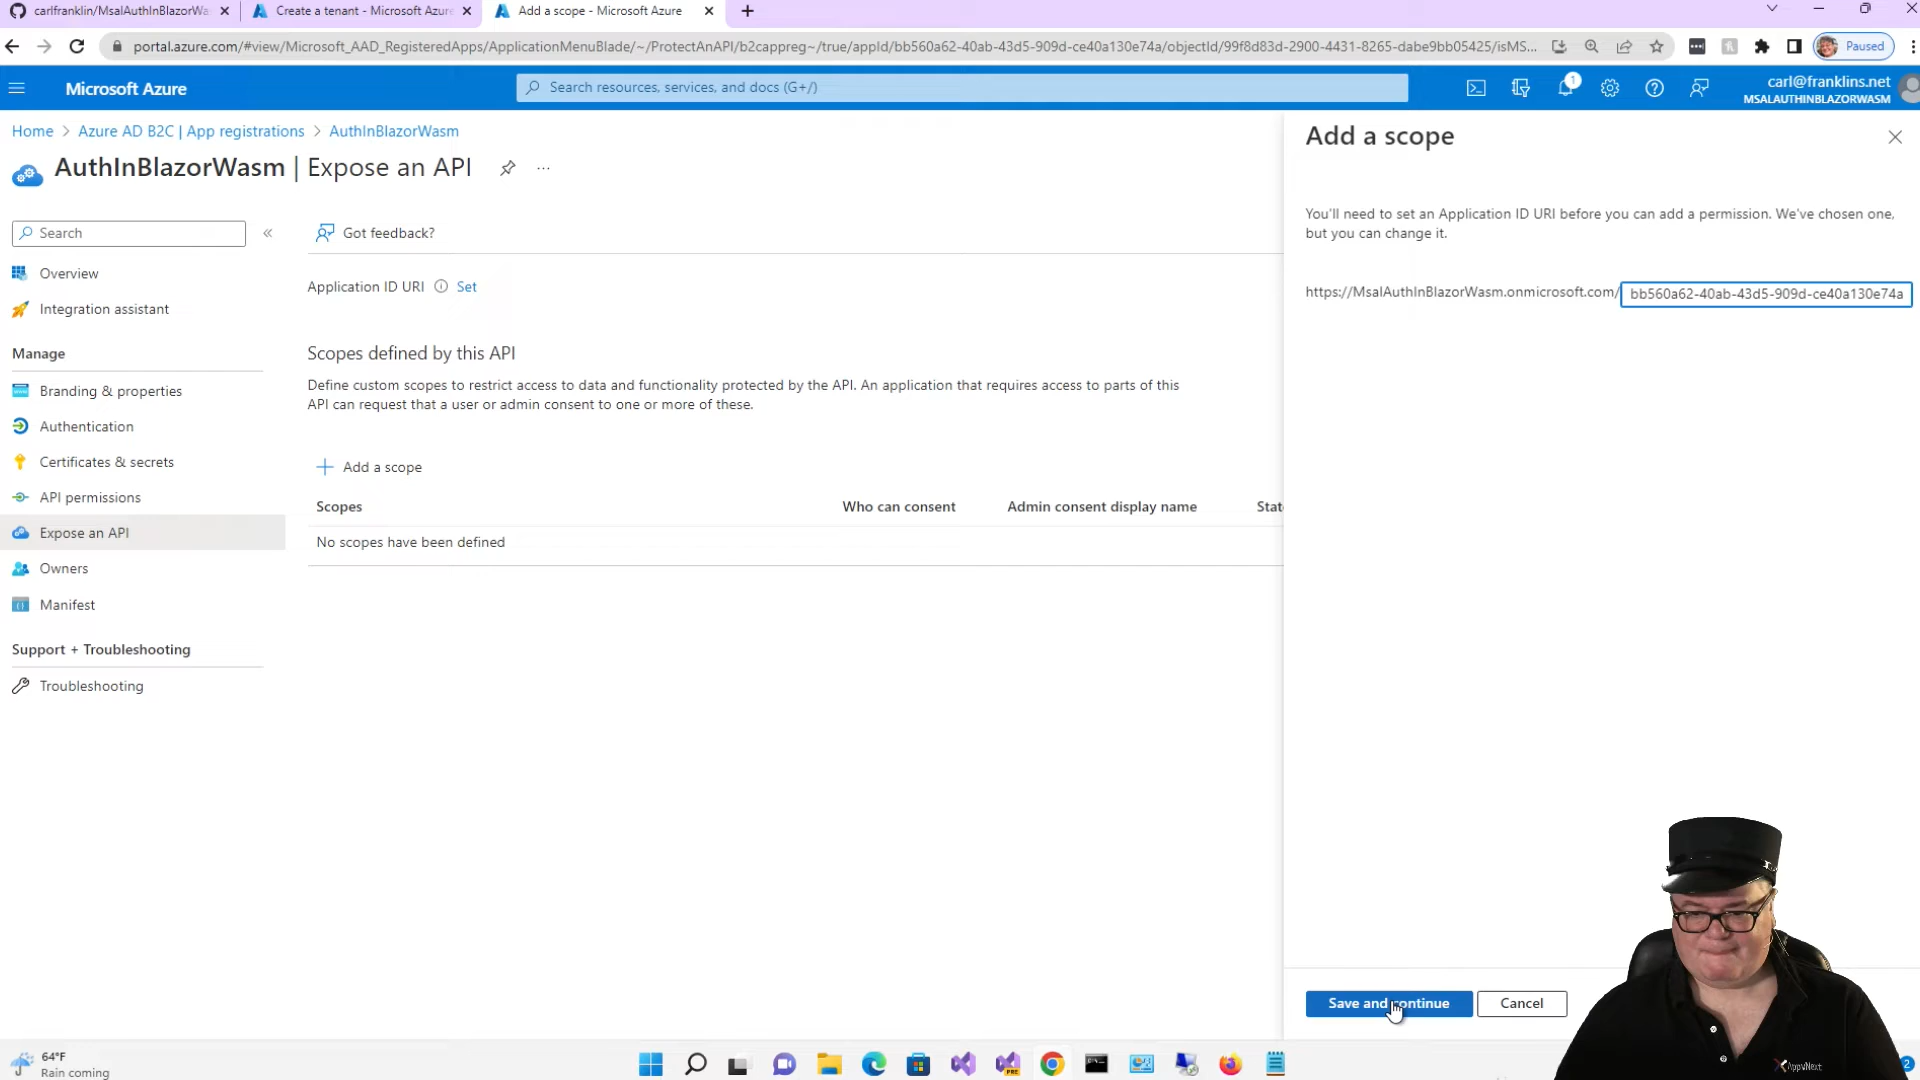 carlfranklin/MsalAuthInBlazorWa
Create a tenant - Microsoft Azure
Add a scope - Microsoft Azure
portal.azure.com/#view/Microsoft_AAD_RegisteredApps/ApplicationMenuBlade/~/ProtectAnAPI/b2cappreg~/true/appId/bb560a62-40ab-43d5-909d-ce40a130e74a/objectId/99f8d83d-2900-4431-8265-dabe9bb05425/isMS...
Paused
Microsoft Azure
Search resources, services, and docs (G+/)
1
carl@franklins.net
MSALAUTHINBLAZORWASM
Home > Azure AD B2C | App registrations > AuthInBlazorWasm
AuthInBlazorWasm | Expose an API
...
Search
«
Overview
Integration assistant
Manage
Branding & properties
Authentication
Certificates & secrets
API permissions
Expose an API
Owners
Manifest
Support + Troubleshooting
Troubleshooting
Got feedback?
Application ID URI
Set
Scopes defined by this API
Define custom scopes to restrict access to data and functionality protected by the API. An application that requires access to parts of this
API can request that a user or admin consent to one or more of these.
Add a scope
Scopes
Who can consent
Admin consent display name
Stat
No scopes have been defined
Add a scope
You'll need to set an Application ID URI before you can add a permission. We've chosen one,
but you can change it.
https://MsalAuthInBlazorWasm.onmicrosoft.com/
bb560a62-40ab-43d5-909d-ce40a130e74a
Save and continue
Cancel
64°F
Rain coming
PRE
AppvNext
2